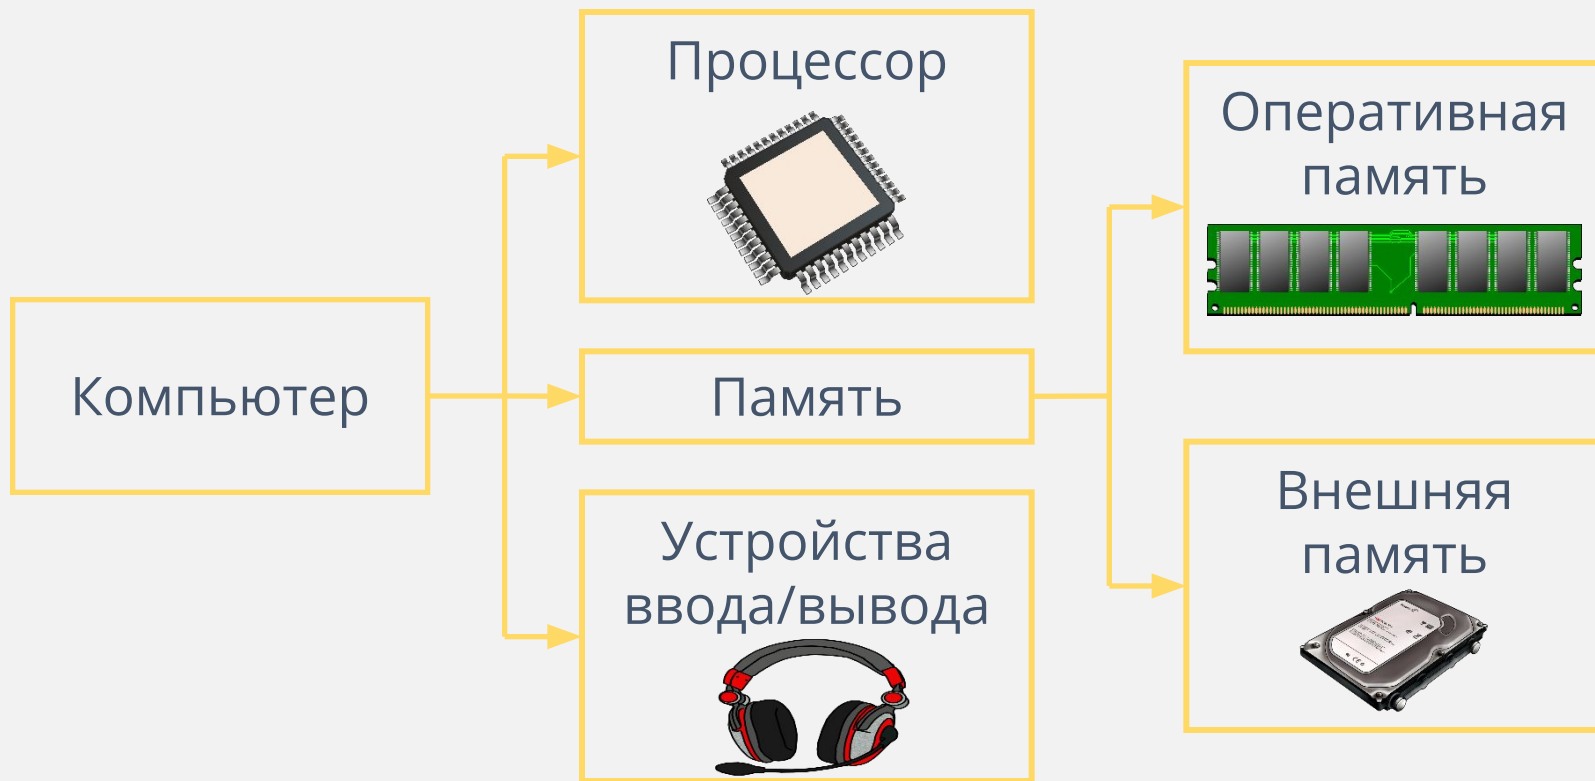 Процессор
Оперативная
память
Компьютер
Память
Внешняя
память
Устройства
ввода/вывода